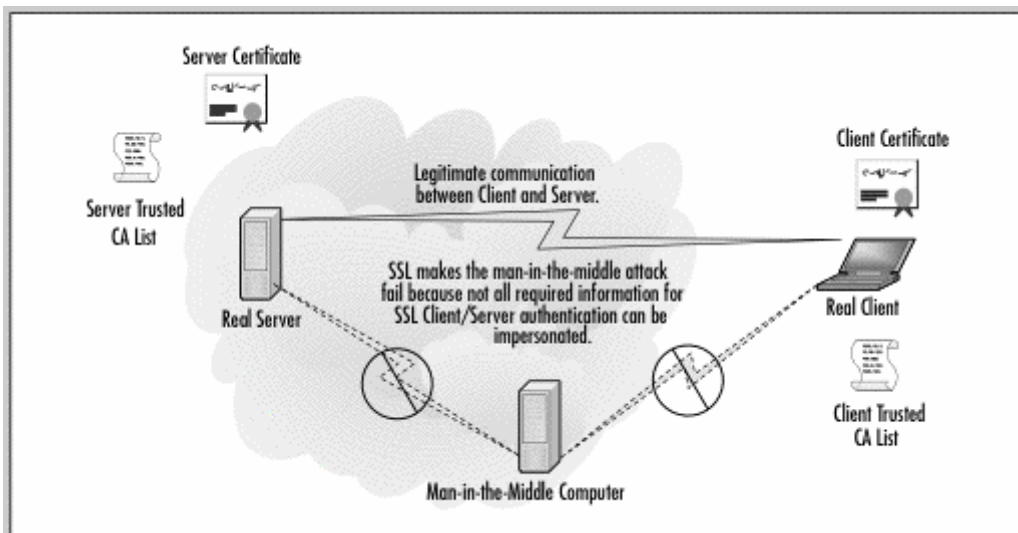 Server Certificate
Client Certificate
Legitimate communication
between Client and Server.
Server Trusted
CA List
SSL makes the man-in-the-middle attack
fail because not all required information for
SSL Client/Server authentication can be
impersonated.
Real Server
Real Client
Client Trusted
CA List
Man-in-the-Middle Computer